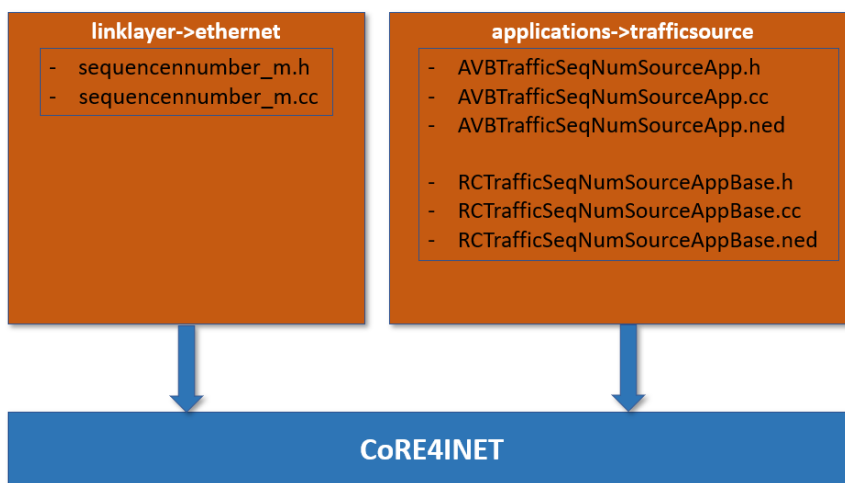 linklayer->ethernet
- sequencennumber_m.h
- sequencennumber_m.cc
applications->trafficsource
- AVBTrafficSeqNumSourceApp.h
- AVBTrafficSeqNumSourceApp.cc
- AVBTrafficSeqNumSourceApp.ned
- RCTrafficSeqNumSourceAppBase.h
- RCTrafficSeqNumSourceAppBase.cc
- RCTrafficSeqNumSourceAppBase.ned
CoRE4INET